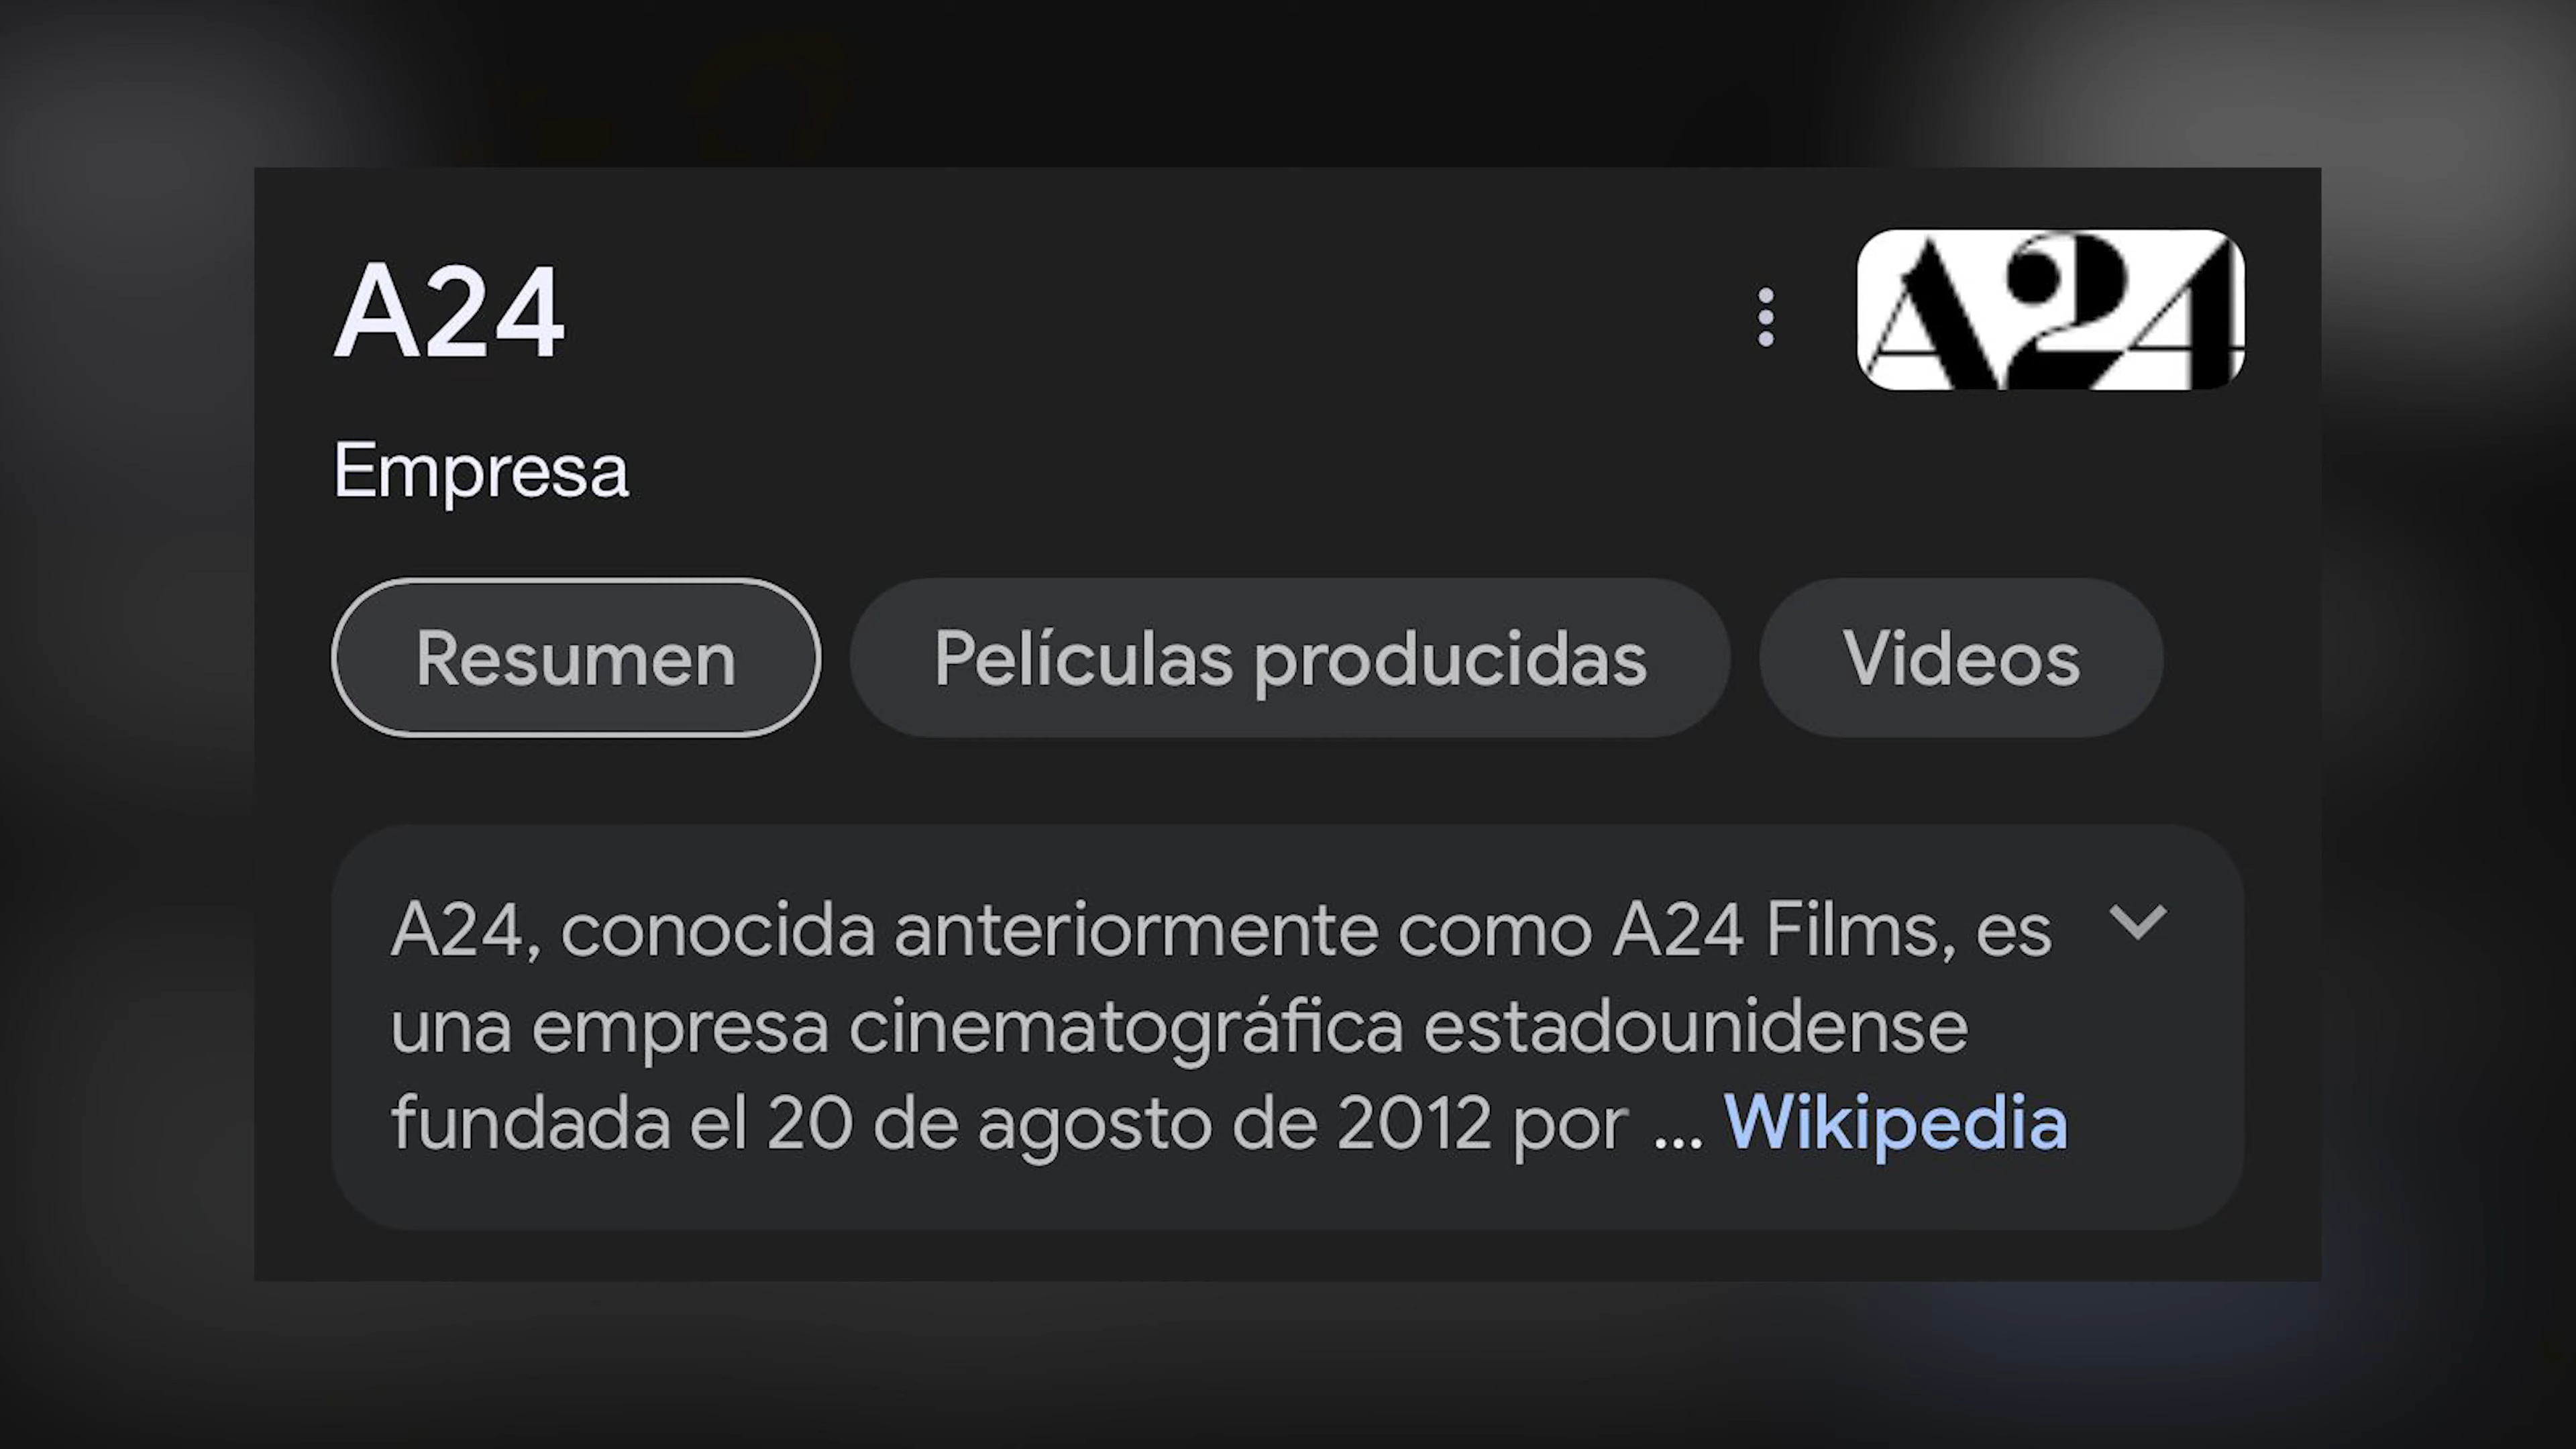 A24
A24
Empresa
Resumen
Películas producidas
Videos
A24, conocida anteriormente como A24 Films, es
una empresa cinematográfica estadounidense
fundada el 20 de agosto de 2012 por ... Wikipedia